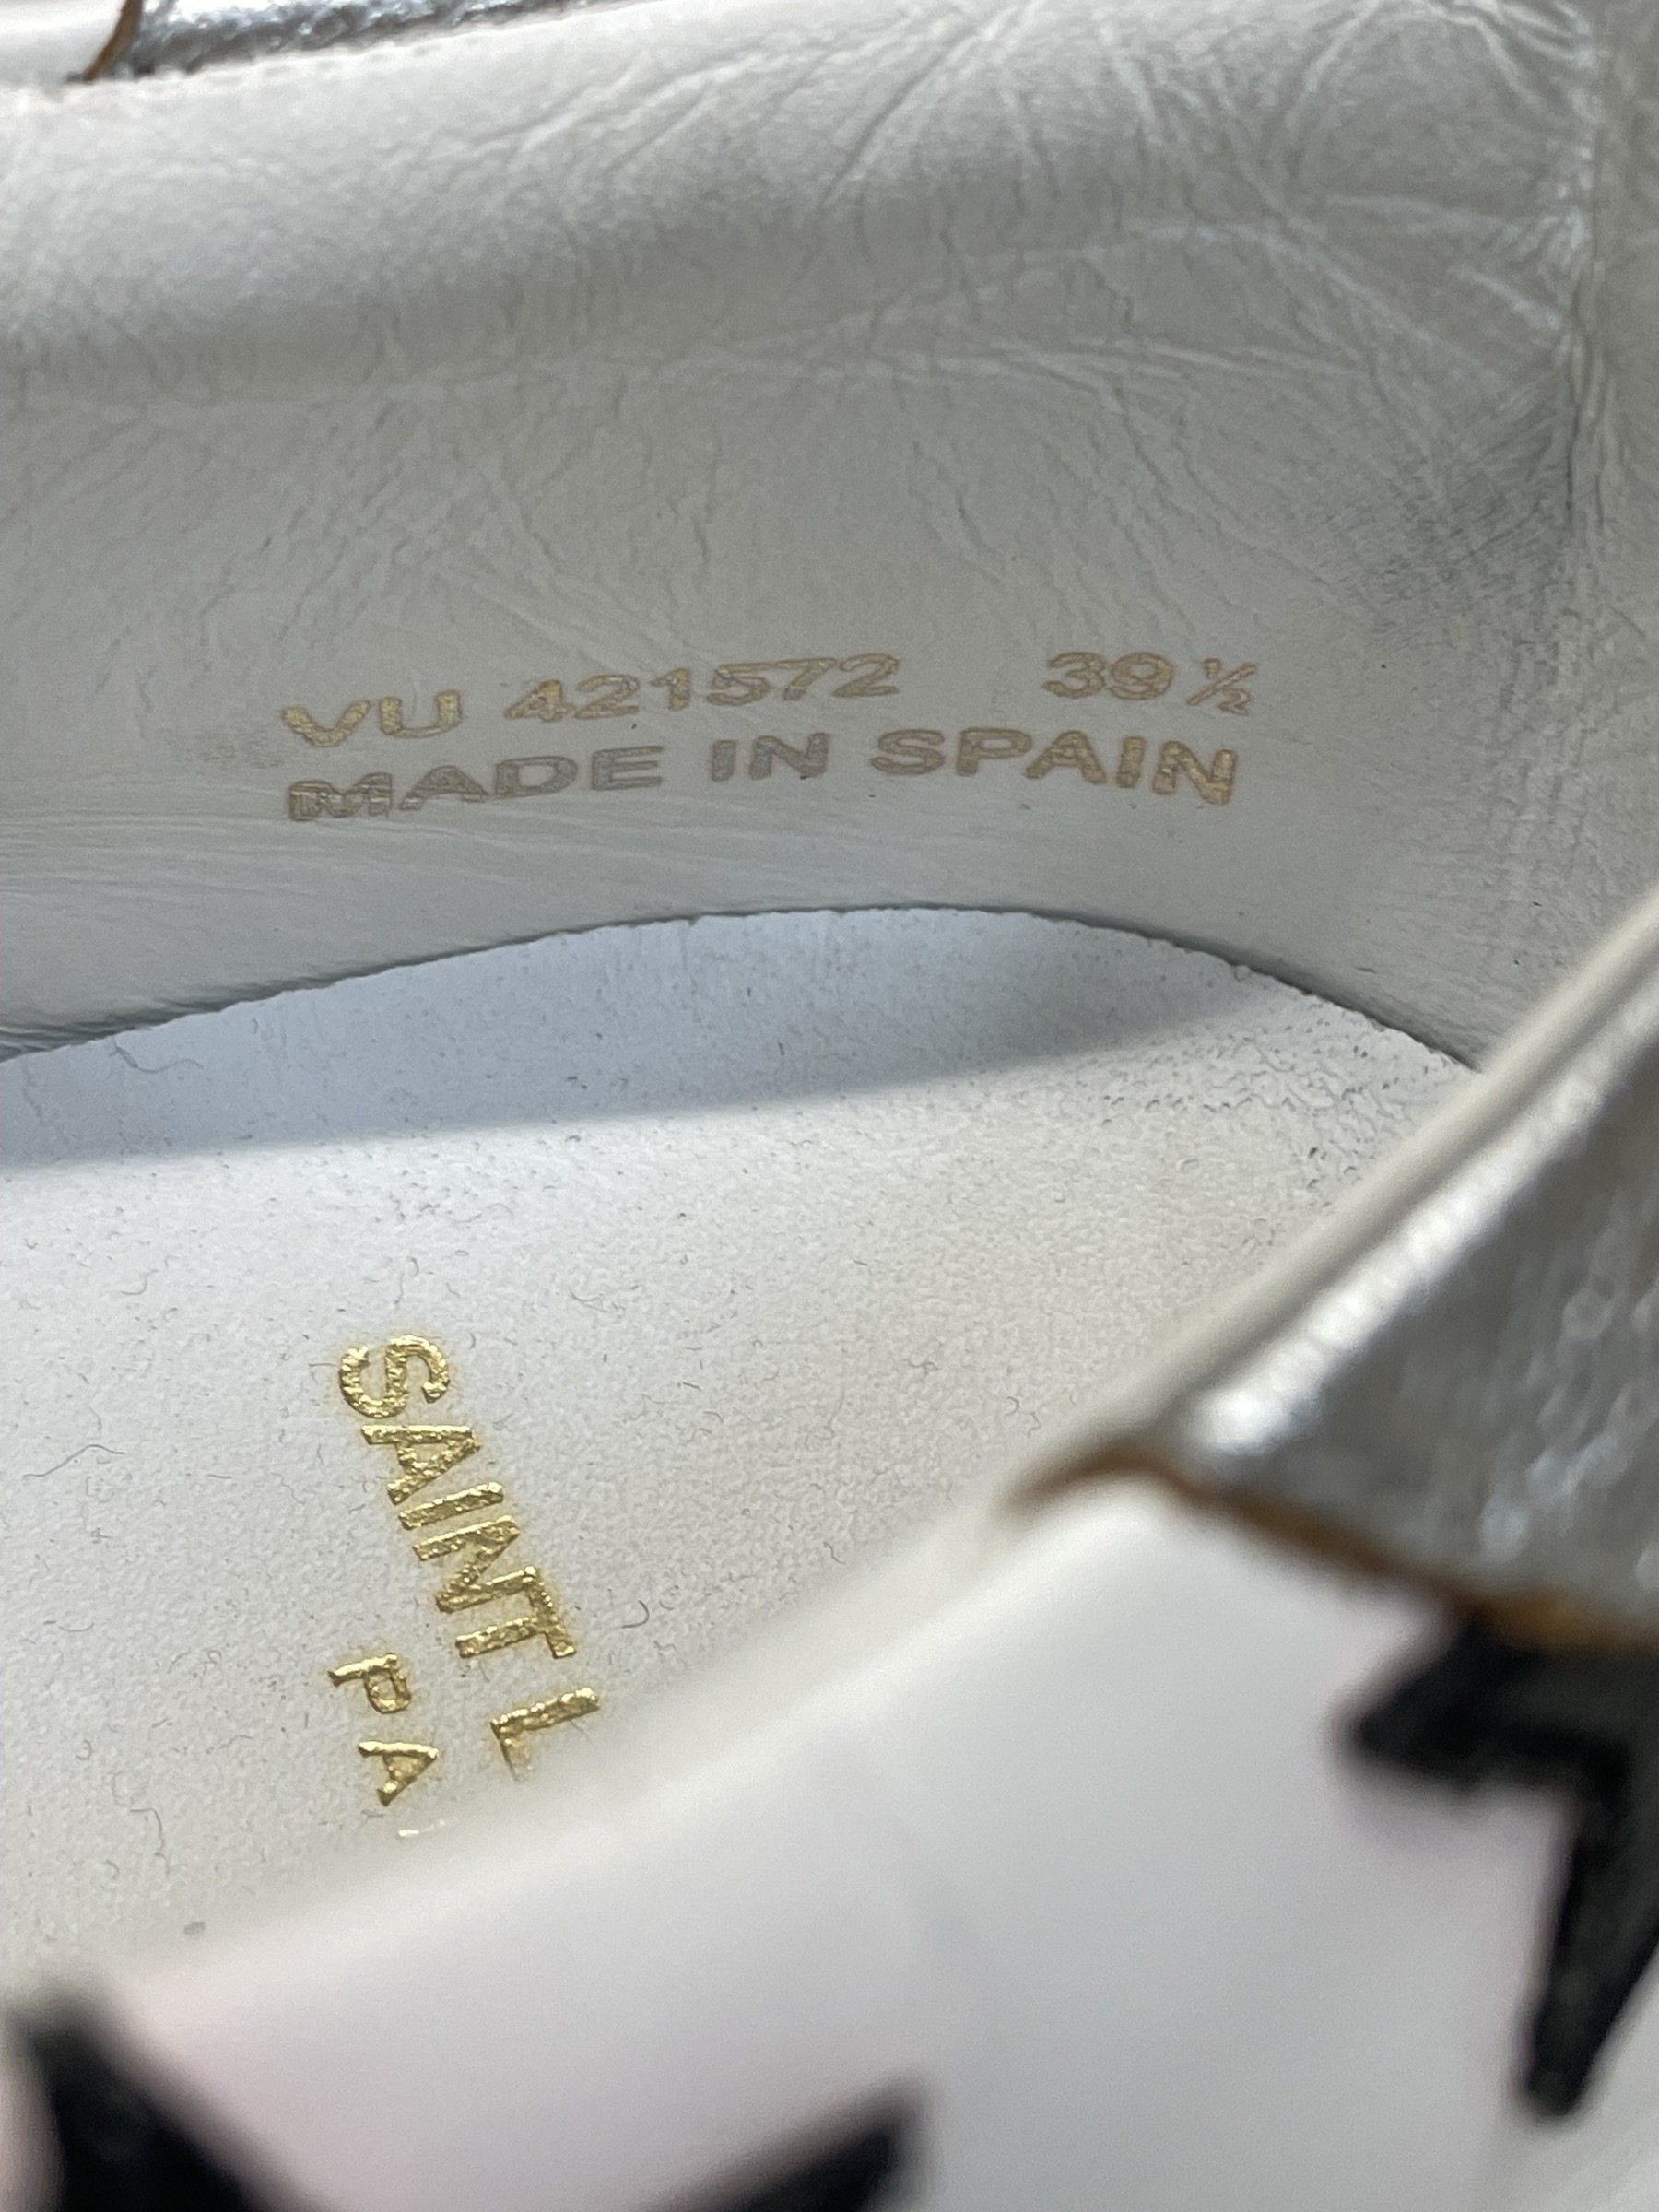 VU 421572 39½
MADE IN SPAIN
SAINT L
PA